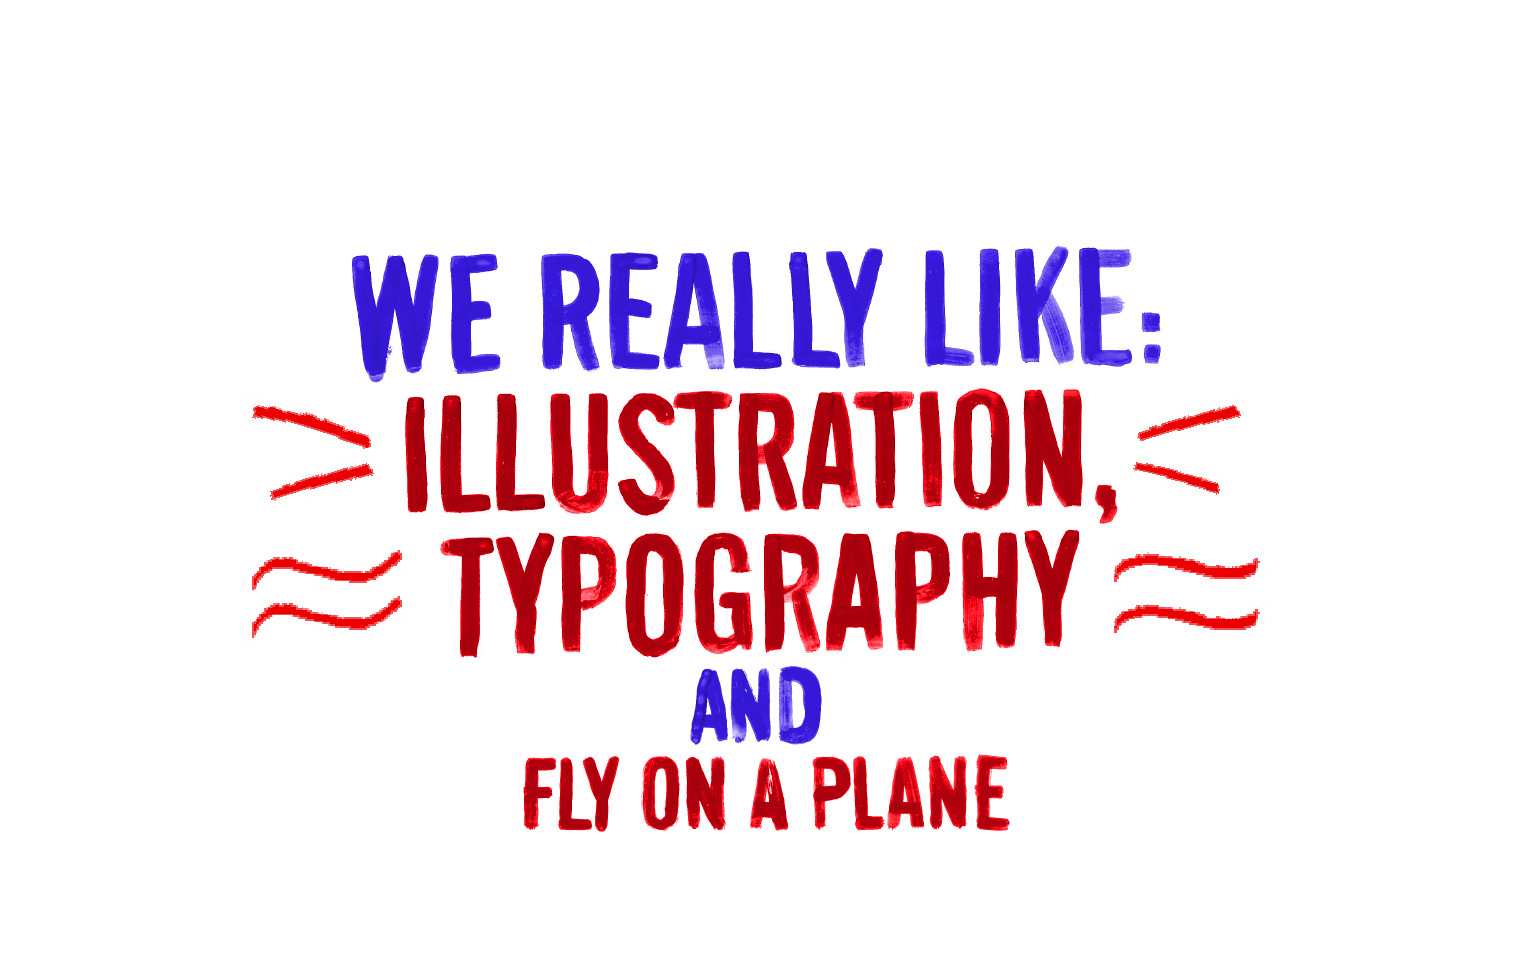 WE REALLY LIKE:
ILLUSTRATION,
TYPOGRAPHY
AND
FLY ON A PLANE